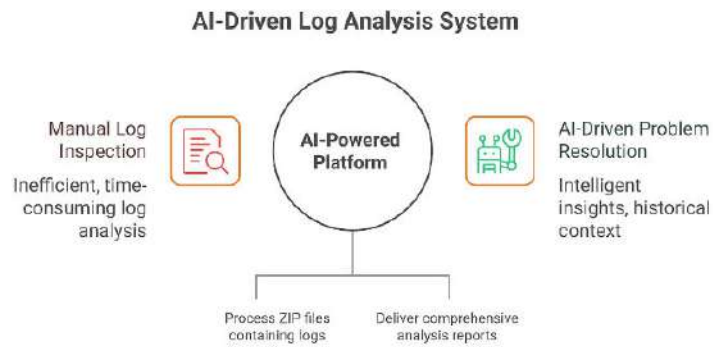 AI-Driven Log Analysis System
Manual Log
Inspection
Inefficient, time-
consuming log
analysis
AI-Powered
Platform
AI-Driven Problem
Resolution
Intelligent
insights, historical
context
Process ZIP files
containing logs
Deliver comprehensive
analysis reports